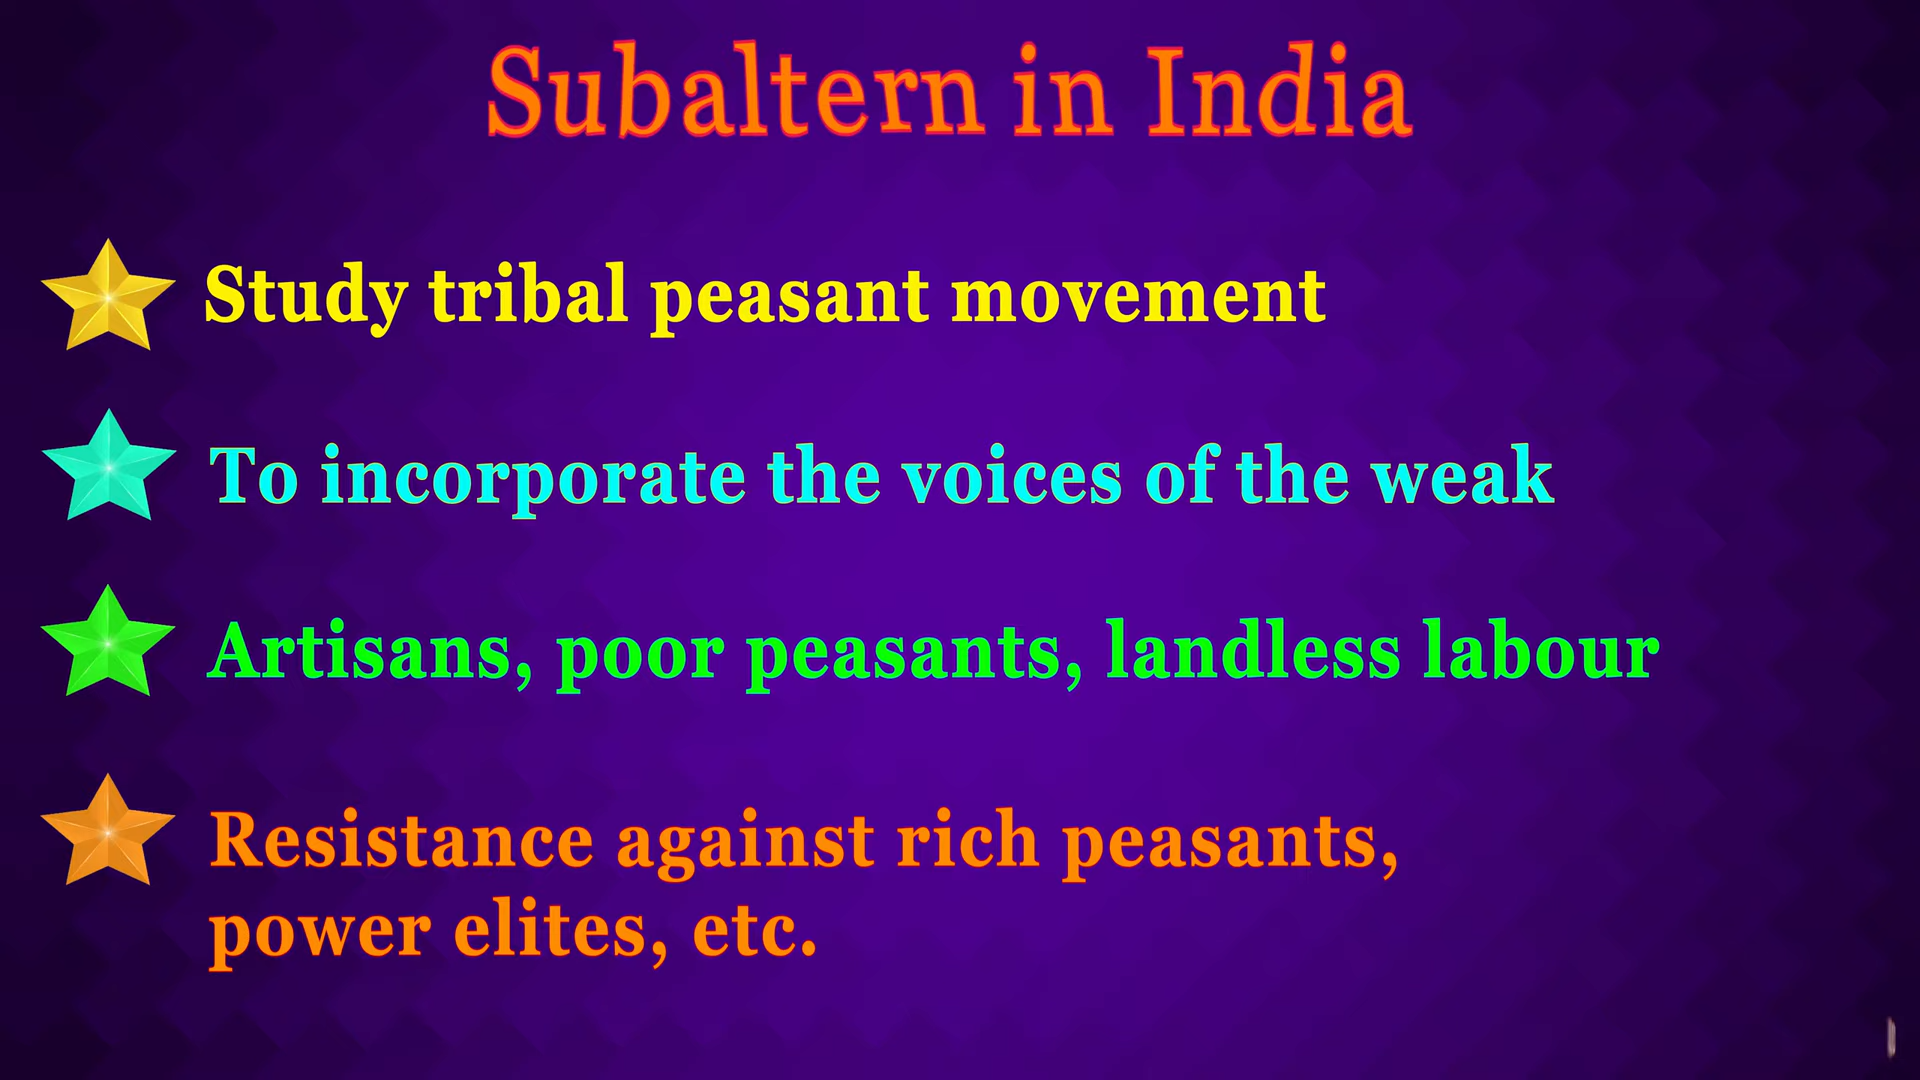 Subaltern in India
Study tribal peasant movement
To incorporate the voices of the weak
Artisans, poor peasants, landless labour
Resistance against rich peasants,
power elites, etc.